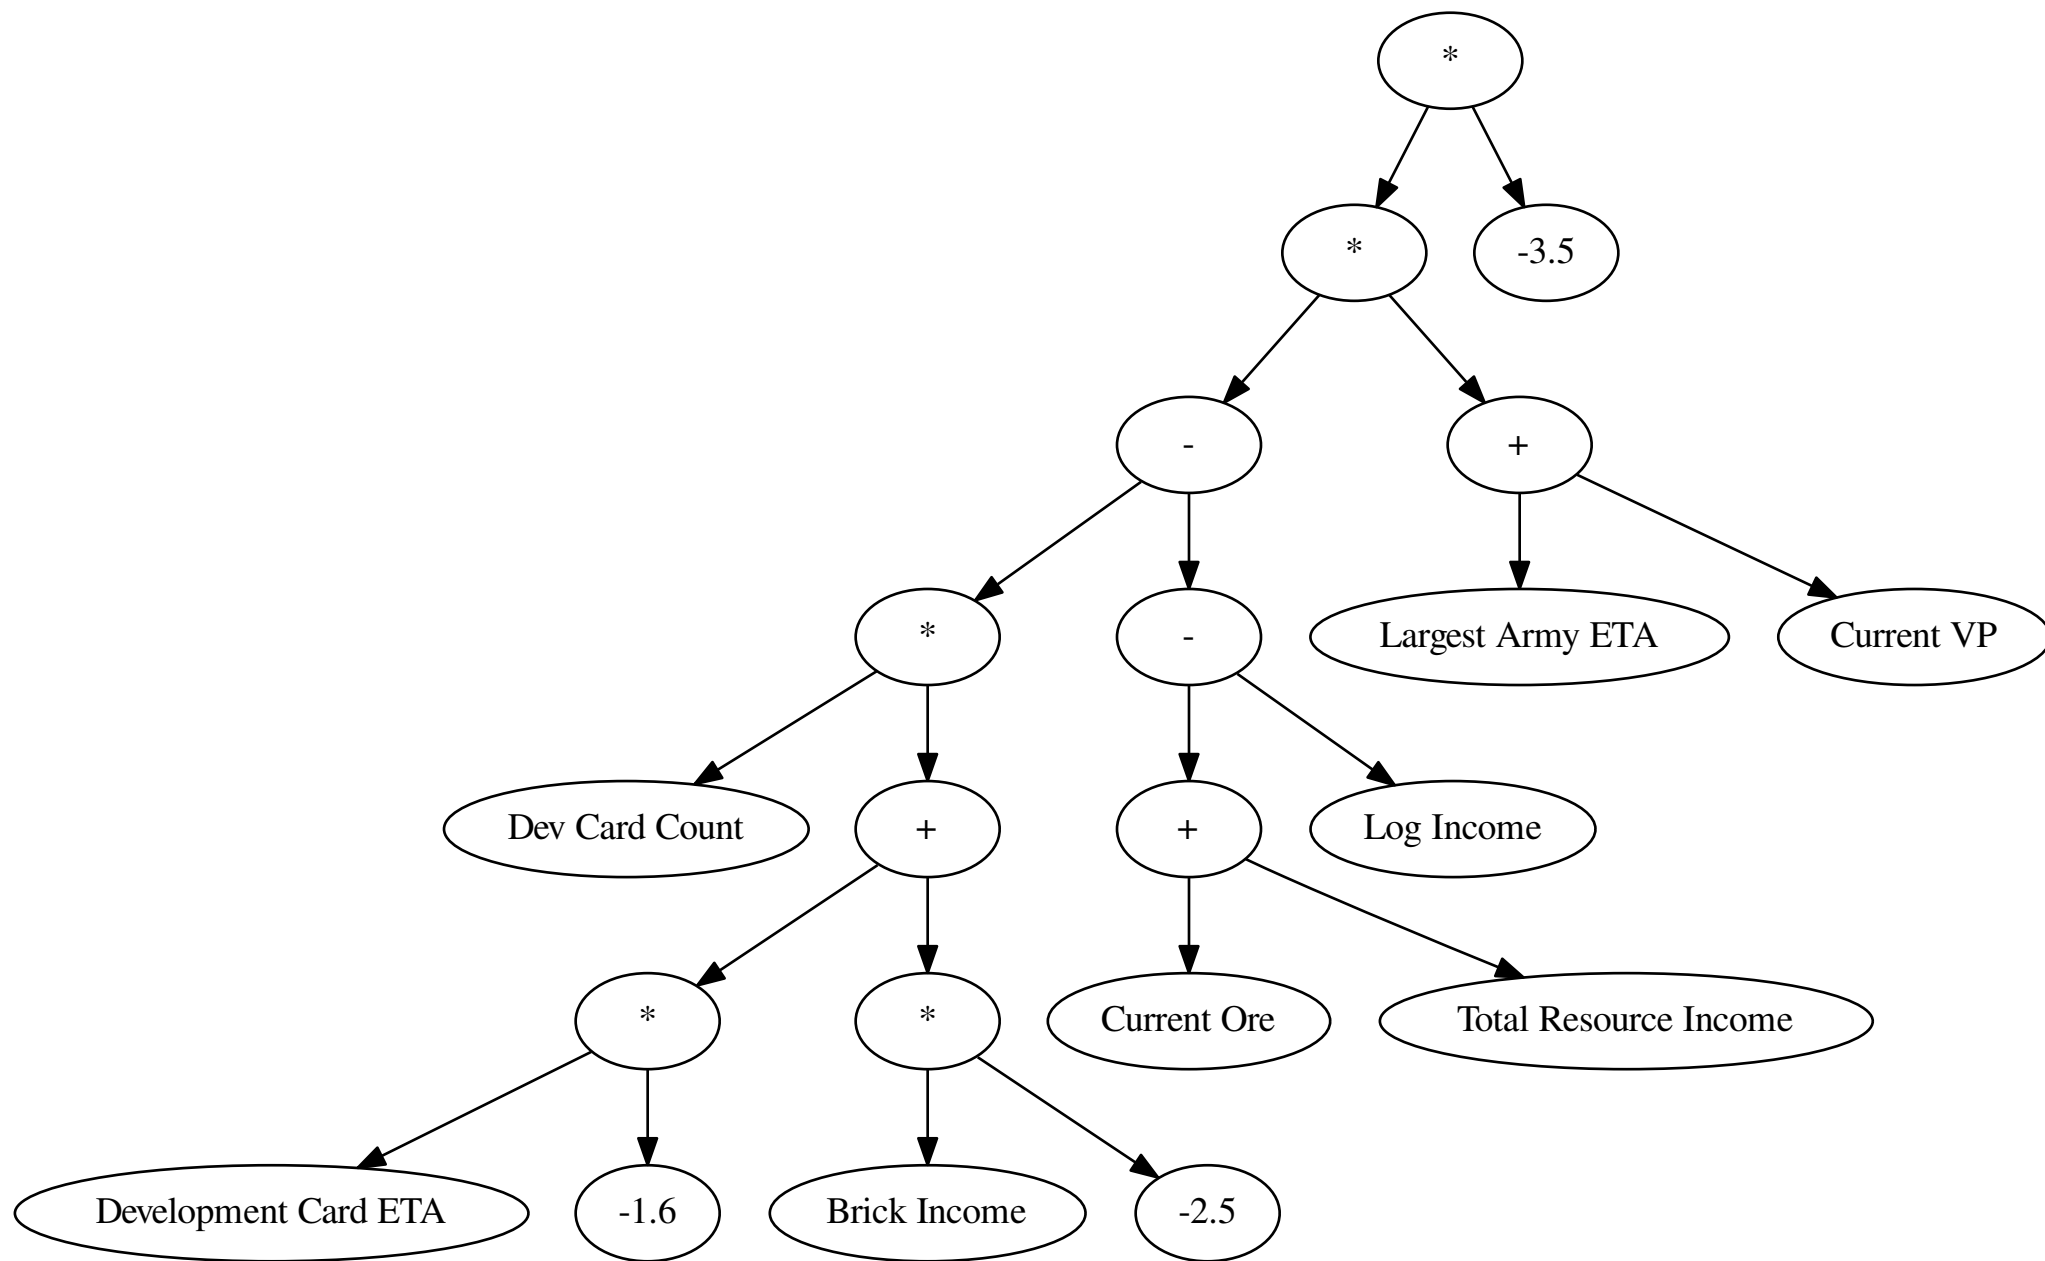 *
*
-3.5
-
+
*
-
Largest Army ETA
Current VP
Dev Card Count
+
+
Log Income
*
*
Current Ore
Total Resource Income
Development Card ETA
-1.6
Brick Income
-2.5